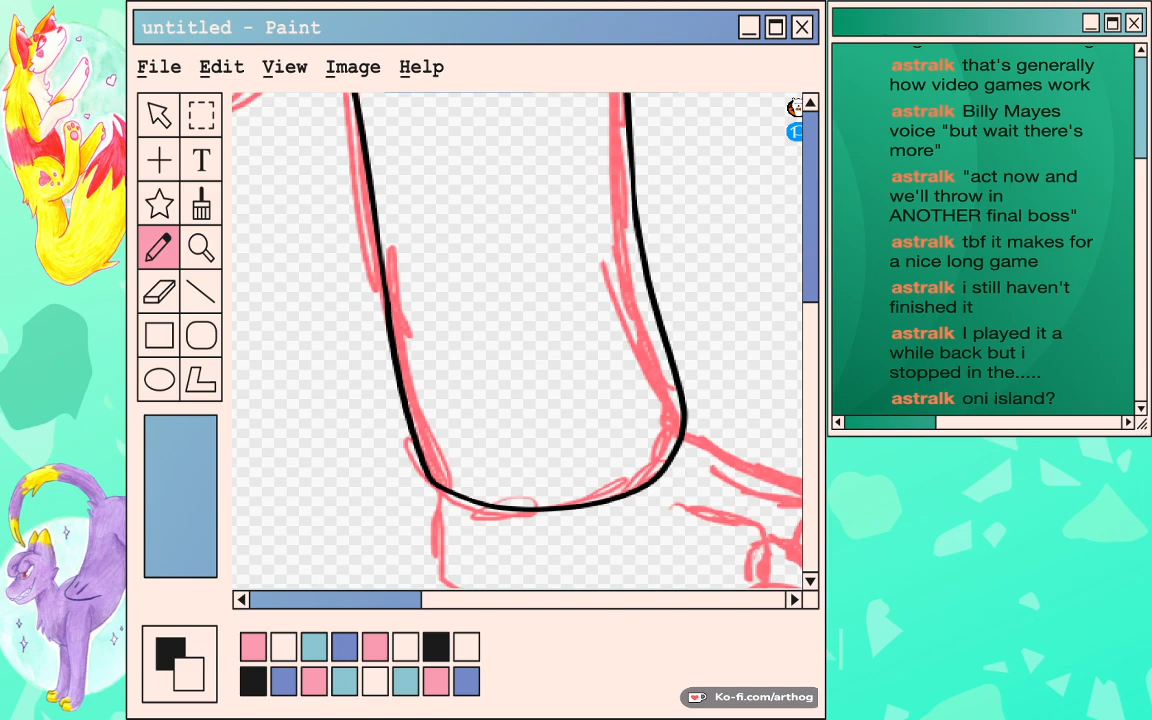 untitled - Paint
File Edit View Image Help
T
astralk that's generally
how video games work
astralk Billy Mayes
voice "but wait there's
more"
astralk "act now and
we'll throw in
ANOTHER final boss"
astralk tbf it makes for
a nice long game
astralk i still haven't
finished it
astralk I played it a
while back but i
stopped in the.....
astralk oni island?
Ko-fi.com/arthog